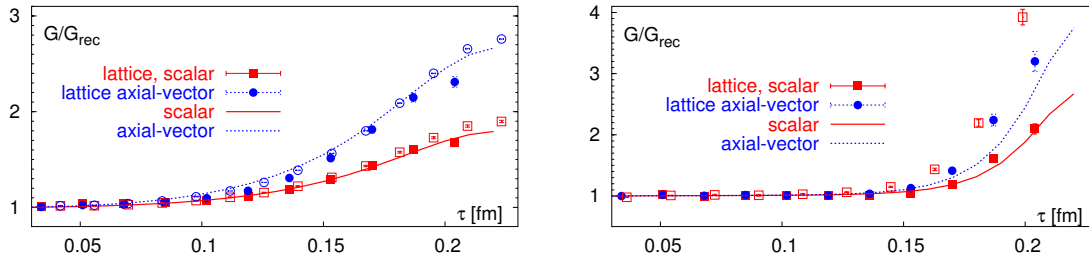 3
2
1
G/Grec
lattice, scalar
lattice axial-vector
scalar
axial-vector
τ [fm]
0.05
0.1
0.15
0.2
4
3
2
1
G/Grec
lattice, scalar
lattice axial-vector
scalar
axial-vector
τ [fm]
0.05
0.1
0.15
0.2